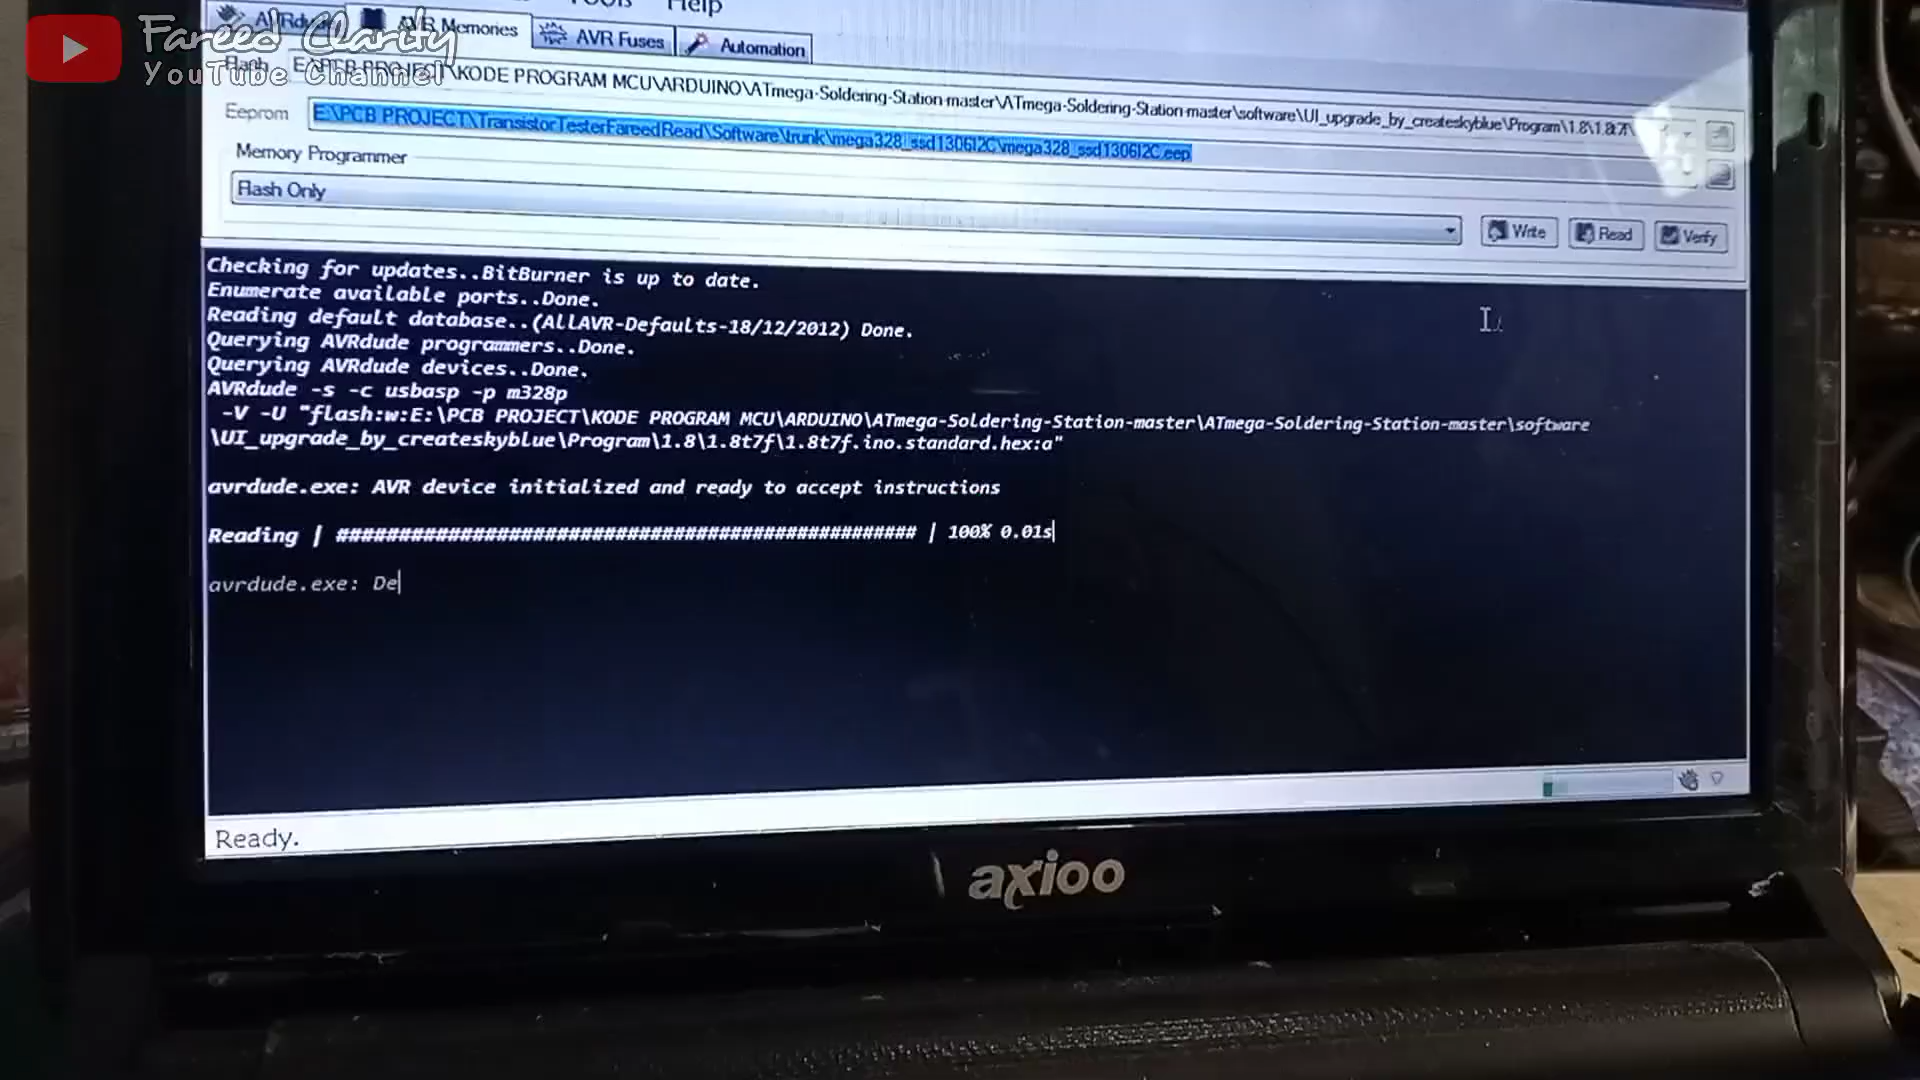 Tools Help
AVRdude AVR Memories AVR Fuses Automation
Fareed Clarity
YouTube Channel
Flash E:\PCB PROJECT\KODE PROGRAM MCU\ARDUINO\ATmega-Soldering-Station-master\ATmega-Soldering-Station-master\software\UI_upgrade_by_createskyblue\Program\1.8\1.8t7f\
Eeprom E:\PCB PROJECT\TransistorTesterFareedRead\Software\trunk\mega328_ssd1306I2C\mega328_ssd1306I2C.eep
Memory Programmer
Flash Only
Write Read Verify
Checking for updates..BitBurner is up to date.
Enumerate available ports..Done.
Reading default database..(AllAVR-Defaults-18/12/2012) Done.
Querying AVRdude programmers..Done.
Querying AVRdude devices..Done.
AVRdude -s -c usbasp -p m328p
-V -U "flash:w:E:\PCB PROJECT\KODE PROGRAM MCU\ARDUINO\ATmega-Soldering-Station-master\ATmega-Soldering-Station-master\software
\UI_upgrade_by_createskyblue\Program\1.8\1.8t7f\1.8t7f.ino.standard.hex:a"
avrdude.exe: AVR device initialized and ready to accept instructions
Reading | ################################################## | 100% 0.01s
avrdude.exe: De
Ready.
axioo